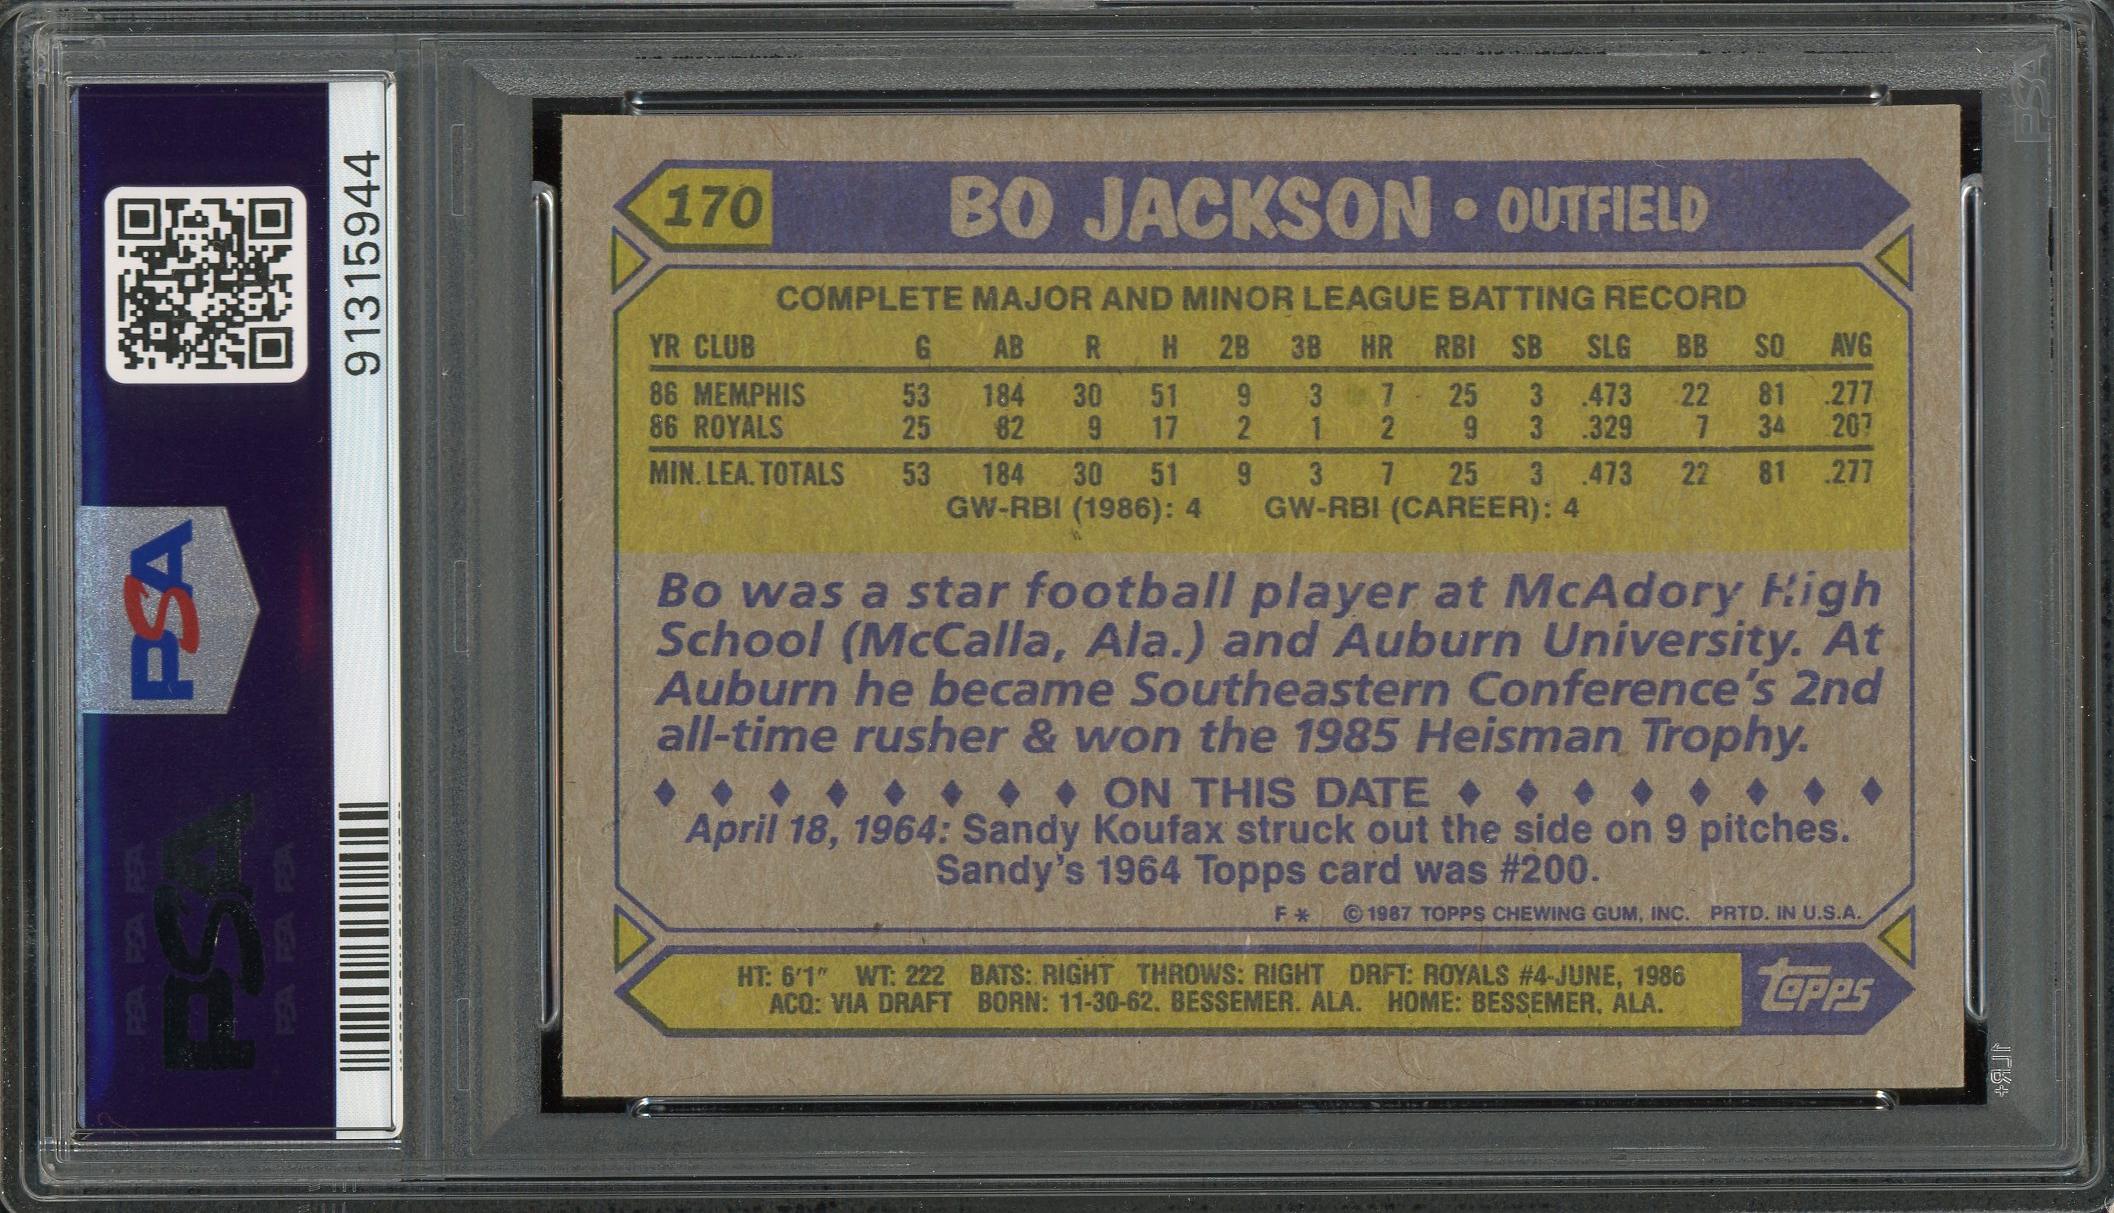 170 BO JACKSON • OUTFIELD
COMPLETE MAJOR AND MINOR LEAGUE BATTING RECORD
YR CLUB G AB R H 2B 3B HR RBI SB SLG BB SO AVG
86 MEMPHIS 53 184 30 51 9 3 7 25 3 .473 22 81 .277
86 ROYALS 25 82 9 17 2 1 2 9 3 .329 7 34 .207
MIN. LEA. TOTALS 53 184 30 51 9 3 7 25 3 .473 22 81 .277
GW-RBI (1986): 4 GW-RBI (CAREER): 4
Bo was a star football player at McAdory High
School (McCalla, Ala.) and Auburn University. At
Auburn he became Southeastern Conference's 2nd
all-time rusher & won the 1985 Heisman Trophy.
♦ ♦ ♦ ♦ ♦ ♦ ♦ ♦ ON THIS DATE ♦ ♦ ♦ ♦ ♦ ♦ ♦ ♦
April 18, 1964: Sandy Koufax struck out the side on 9 pitches.
Sandy's 1964 Topps card was #200.
F * © 1987 TOPPS CHEWING GUM, INC. PRTD. IN U.S.A.
HT: 6'1" WT: 222 BATS: RIGHT THROWS: RIGHT DRFT: ROYALS #4-JUNE, 1986
ACQ: VIA DRAFT BORN: 11-30-62. BESSEMER. ALA. HOME: BESSEMER, ALA.
topps
91315944
PSA
PSA
PSA PSA PSA
PSA PSA PSA
PSA